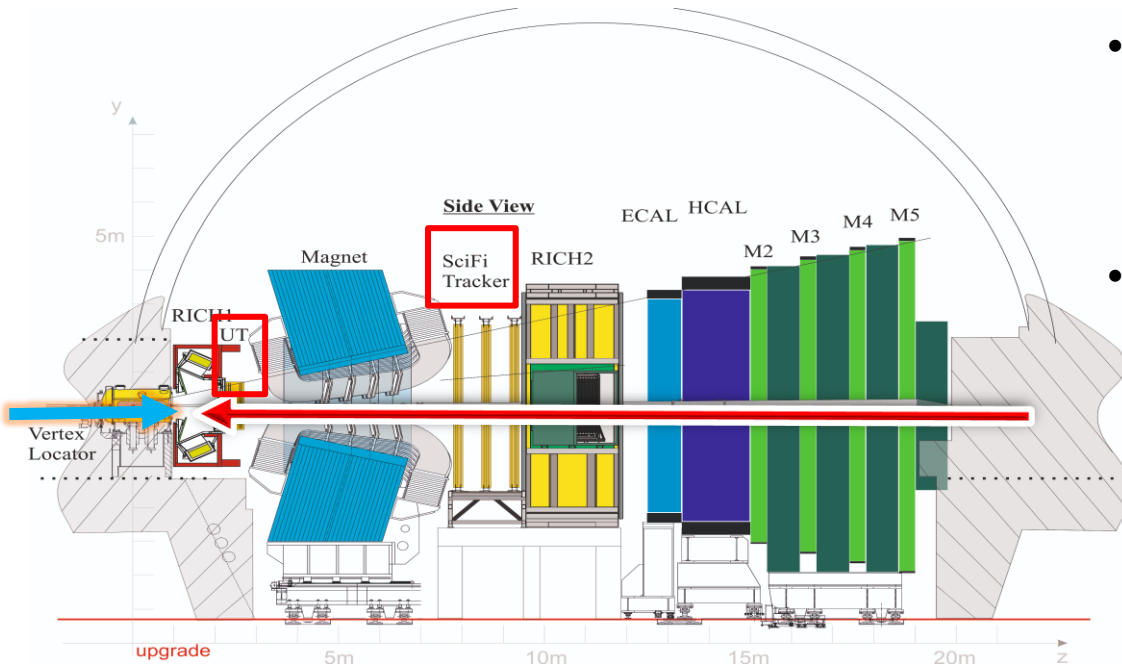 y
Side View
ECAL
HCAL
5m
M5
M4
M3
M2
Magnet
SciFi
Tracker
RICH2
RICH1
UT
Vertex
Locator
upgrade
5m
10m
15m
20m
z